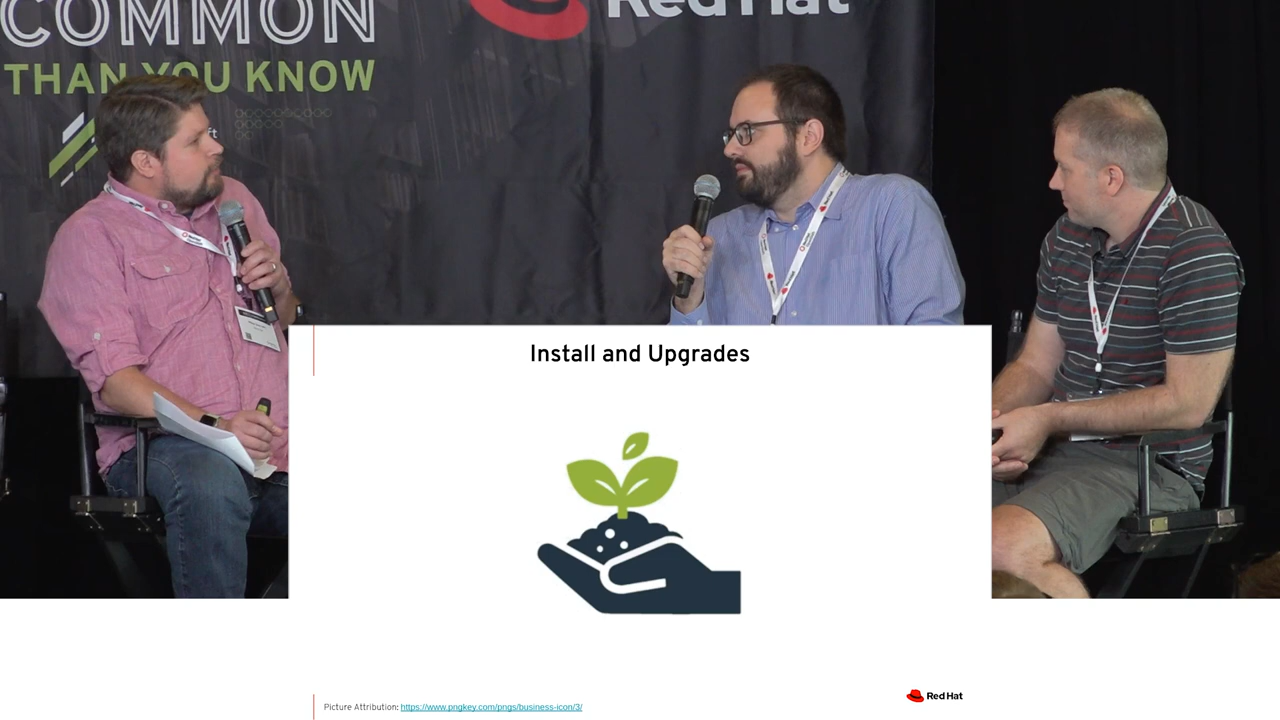 COMMON
THAN YOU KNOW
Red Hat
Install and Upgrades
Picture Attribution: https://www.pngkey.com/pngs/business-icon/3/
Red Hat